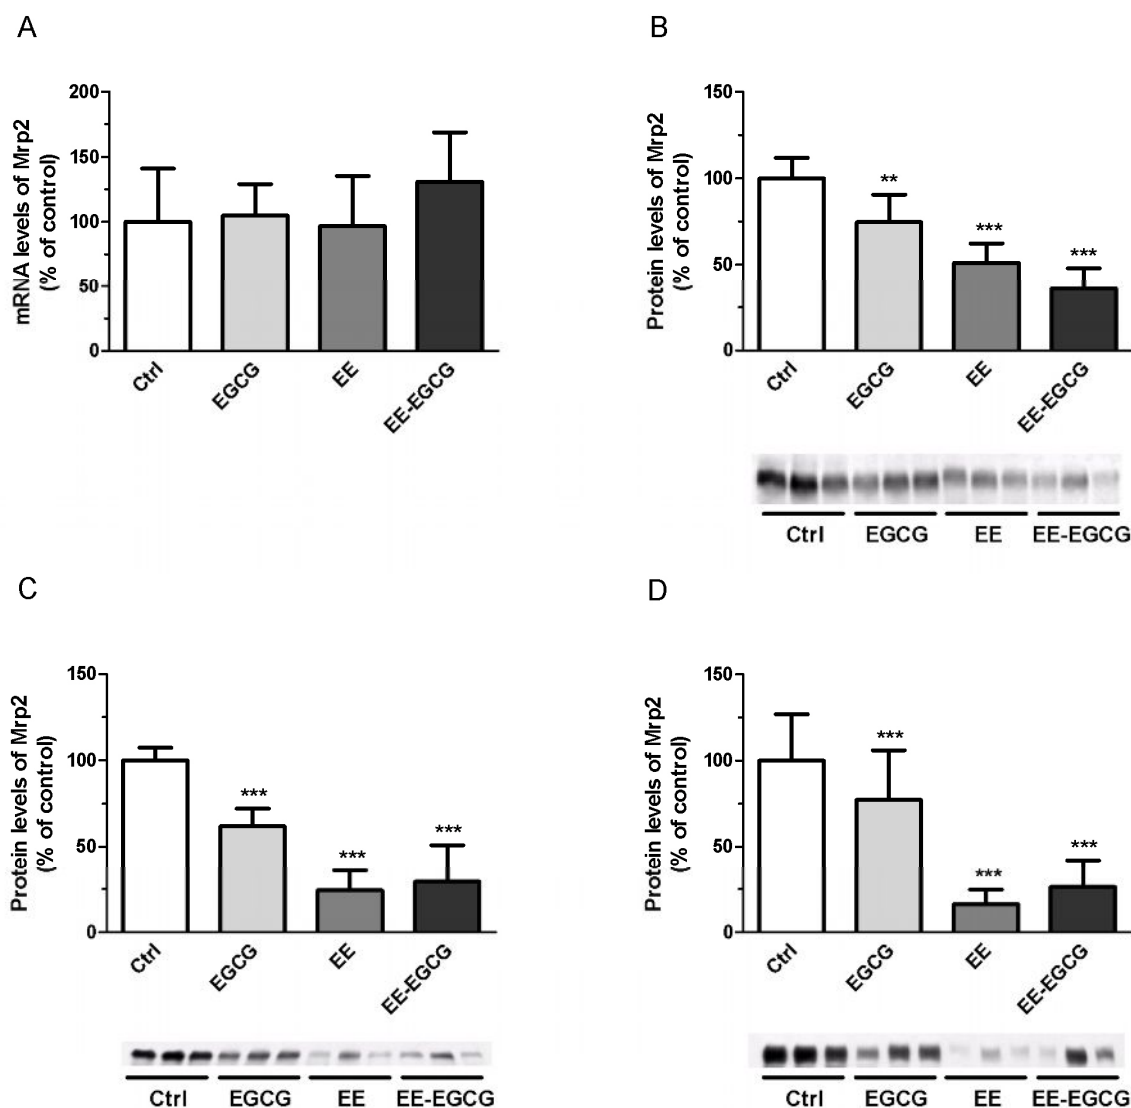 A
mRNA levels of Mrp2
(% of control)
200
150
100
50
0
Ctrl
EGCG
EE
EE-EGCG
B
Protein levels of Mrp2
(% of control)
150
100
50
0
**
***
***
Ctrl
EGCG
EE
EE-EGCG
Ctrl EGCG EE EE-EGCG
C
Protein levels of Mrp2
(% of control)
150
100
50
0
***
***
***
Ctrl
EGCG
EE
EE-EGCG
Ctrl EGCG EE EE-EGCG
D
Protein levels of Mrp2
(% of control)
150
100
50
0
***
***
***
Ctrl
EGCG
EE
EE-EGCG
Ctrl EGCG EE EE-EGCG